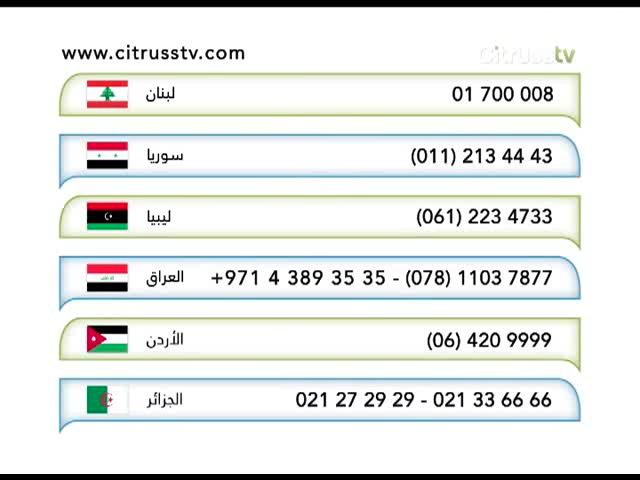 www.citrusstv.com
Citrusstv
لبنان 01 700 008
سوريا (011) 213 44 43
ليبيا (061) 223 4733
العراق +971 4 389 35 35 - (078) 1103 7877
الأردن (06) 420 9999
الجزائر 021 27 29 29 - 021 33 66 66